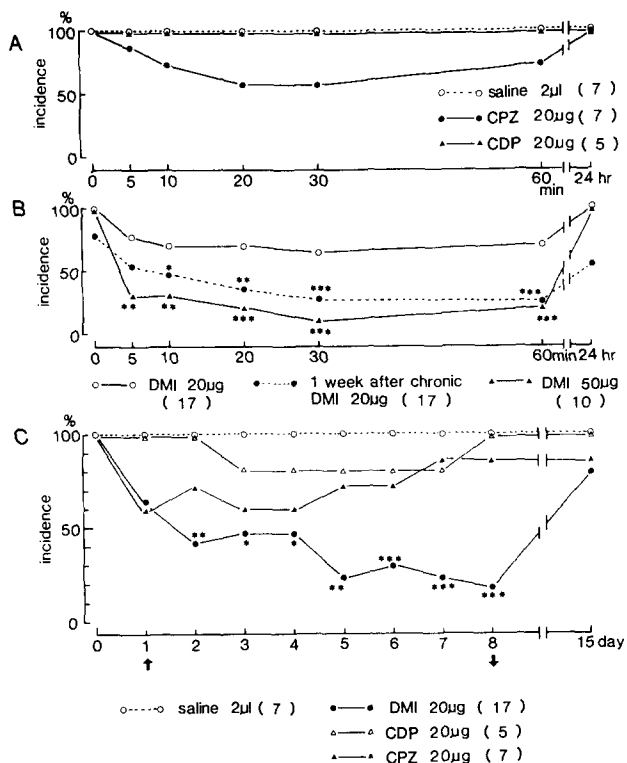 %
A
100
50
0
incidence
saline 2µl ( 7 )
CPZ 20µg ( 7 )
CDP 20µg ( 5 )
0 5 10 20 30 60 min 24 hr
%
B
100
50
0
incidence
* ** *** ***
** ** *** *** ***
0 5 10 20 30 60min 24 hr
DMI 20µg ( 17 )
1 week after chronic DMI 20µg ( 17 )
DMI 50µg ( 10 )
%
C
100
50
0
incidence
** * * ** *** *** ***
0 1 2 3 4 5 6 7 8 15 day
saline 2µl ( 7 )
DMI 20µg ( 17 )
CDP 20µg ( 5 )
CPZ 20µg ( 7 )